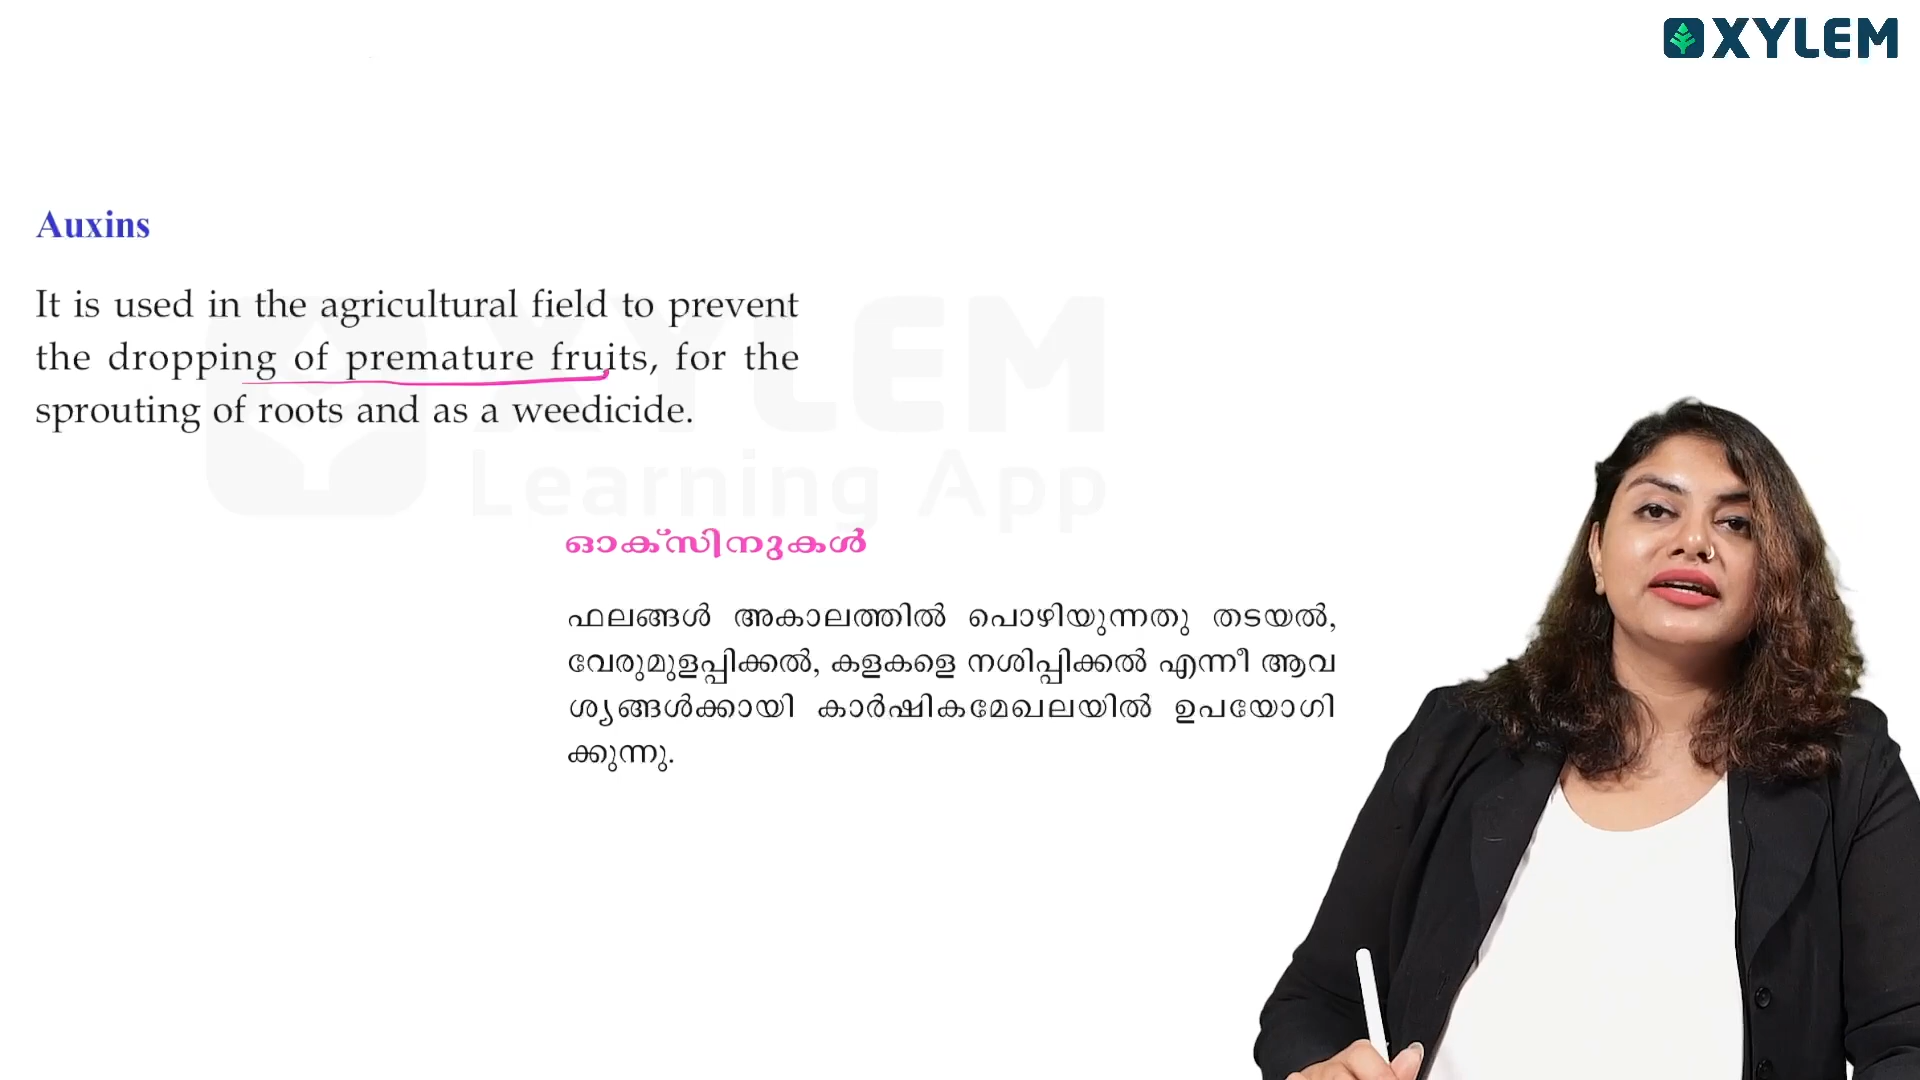 XYLEM
Auxins
It is used in the agricultural field to prevent
the dropping of premature fruits, for the
sprouting of roots and as a weedicide.
XYLEM
Learning App
ഓക്സിനുകൾ
ഫലങ്ങൾ അകാലത്തിൽ പൊഴിയുന്നതു തടയൽ,
വേരുമുളപ്പിക്കൽ, കളകളെ നശിപ്പിക്കൽ എന്നീ ആവ
ശ്യങ്ങൾക്കായി കാർഷികമേഖലയിൽ ഉപയോഗി
ക്കുന്നു.